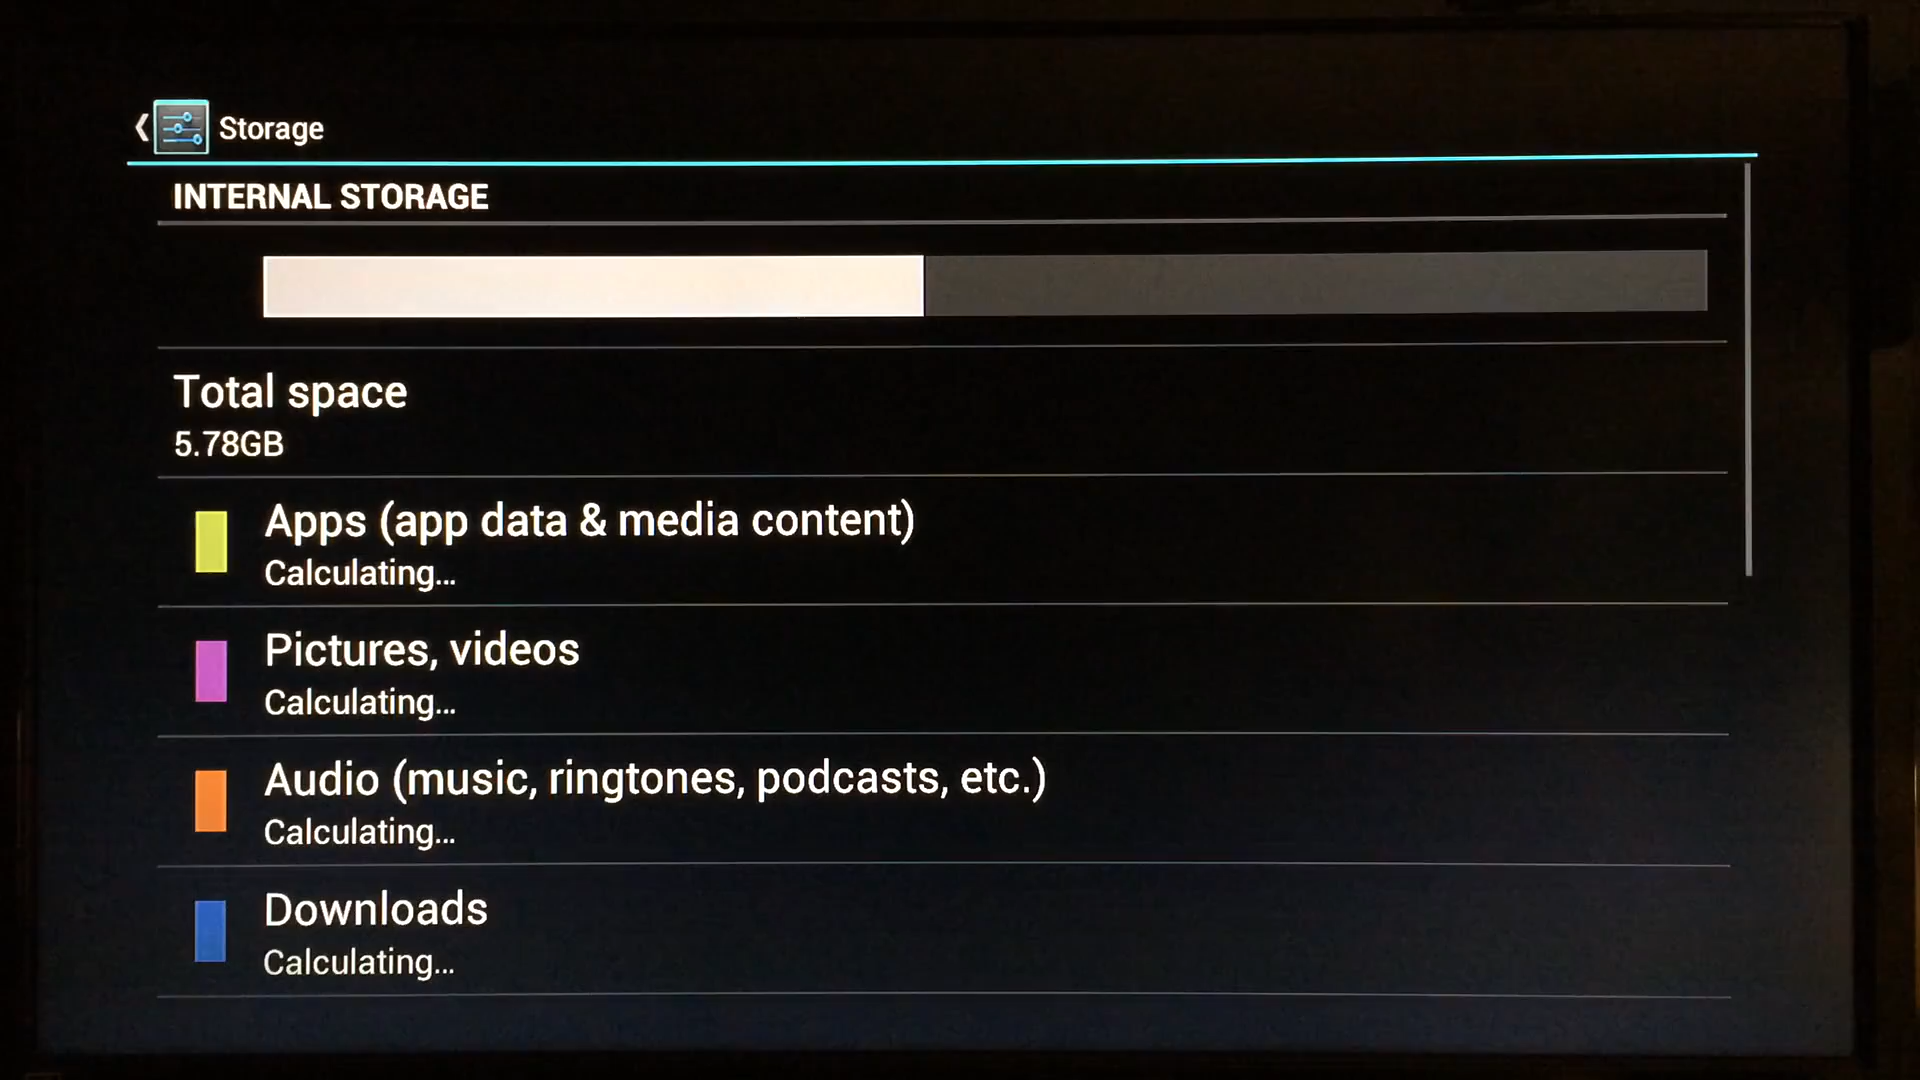 Storage
INTERNAL STORAGE
Total space
5.78GB
Apps (app data & media content)
Calculating...
Pictures, videos
Calculating...
Audio (music, ringtones, podcasts, etc.)
Calculating...
Downloads
Calculating...